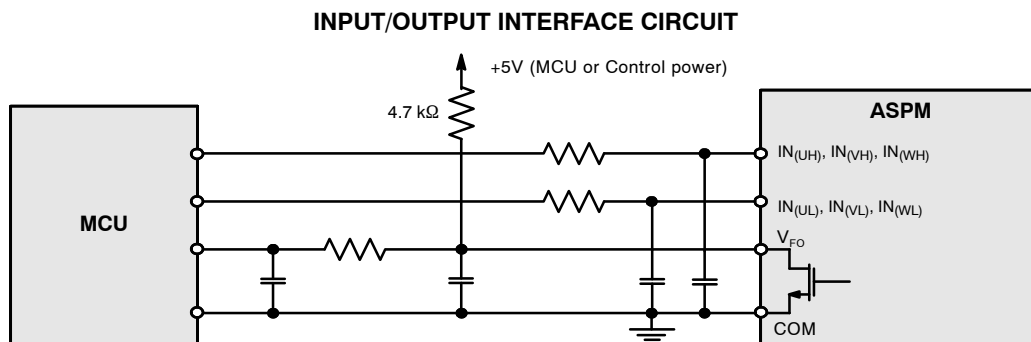 INPUT/OUTPUT INTERFACE CIRCUIT
+5V (MCU or Control power)
4.7 kΩ
ASPM
IN(UH), IN(VH), IN(WH)
MCU
IN(UL), IN(VL), IN(WL)
VFO
COM